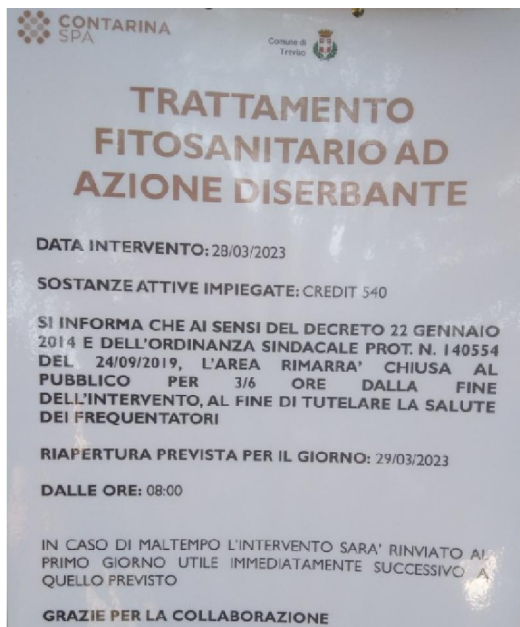 CONTARINA
SPA
Comune di
Treviso
TRATTAMENTO
FITOSANITARIO AD
AZIONE DISERBANTE
DATA INTERVENTO: 28/03/2023
SOSTANZE ATTIVE IMPIEGATE: CREDIT 540
SI INFORMA CHE AI SENSI DEL DECRETO 22 GENNAIO
2014 E DELL'ORDINANZA SINDACALE PROT. N. 140554
DEL 24/09/2019, L'AREA RIMARRA' CHIUSA AL
PUBBLICO PER 3/6 ORE DALLA FINE
DELL'INTERVENTO, AL FINE DI TUTELARE LA SALUTE
DEI FREQUENTATORI
RIAPERTURA PREVISTA PER IL GIORNO: 29/03/2023
DALLE ORE: 08:00
IN CASO DI MALTEMPO L'INTERVENTO SARA' RINVIATO AL
PRIMO GIORNO UTILE IMMEDIATAMENTE SUCCESSIVO A
QUELLO PREVISTO
GRAZIE PER LA COLLABORAZIONE